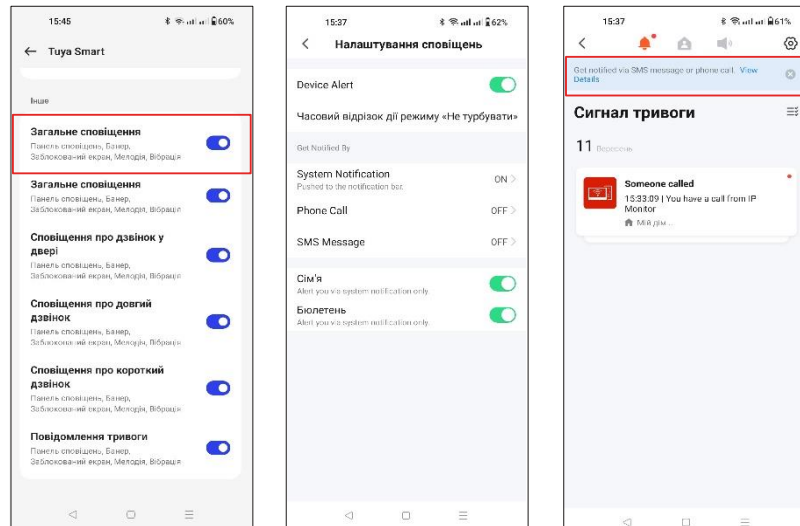 15:45
60%
Tuya Smart
Інше
Загальне сповіщення
Панель сповіщень, Банер,
Заблокований екран, Мелодія, Вібрація
Загальне сповіщення
Панель сповіщень, Банер,
Заблокований екран, Мелодія, Вібрація
Сповіщення про дзвінок у
двері
Панель сповіщень, Банер,
Заблокований екран, Мелодія, Вібрація
Сповіщення про довгий
дзвінок
Панель сповіщень, Банер,
Заблокований екран, Мелодія, Вібрація
Сповіщення про короткий
дзвінок
Панель сповіщень, Банер,
Заблокований екран, Мелодія, Вібрація
Повідомлення тривоги
Панель сповіщень, Банер,
Заблокований екран, Мелодія, Вібрація
15:37
62%
Налаштування сповіщень
Device Alert
Часовий відрізок дії режиму «Не турбувати»
Get Notified By
System Notification
ON
Pushed to the notification bar.
Phone Call
OFF
SMS Message
OFF
Сім'я
Alert you via system notification only.
Бюлетень
Alert you via system notification only.
15:37
61%
Get notified via SMS message or phone call. View
Details
Сигнал тривоги
11 Вересень
Someone called
15:33:09 | You have a call from IP
Monitor
Мій дім ...